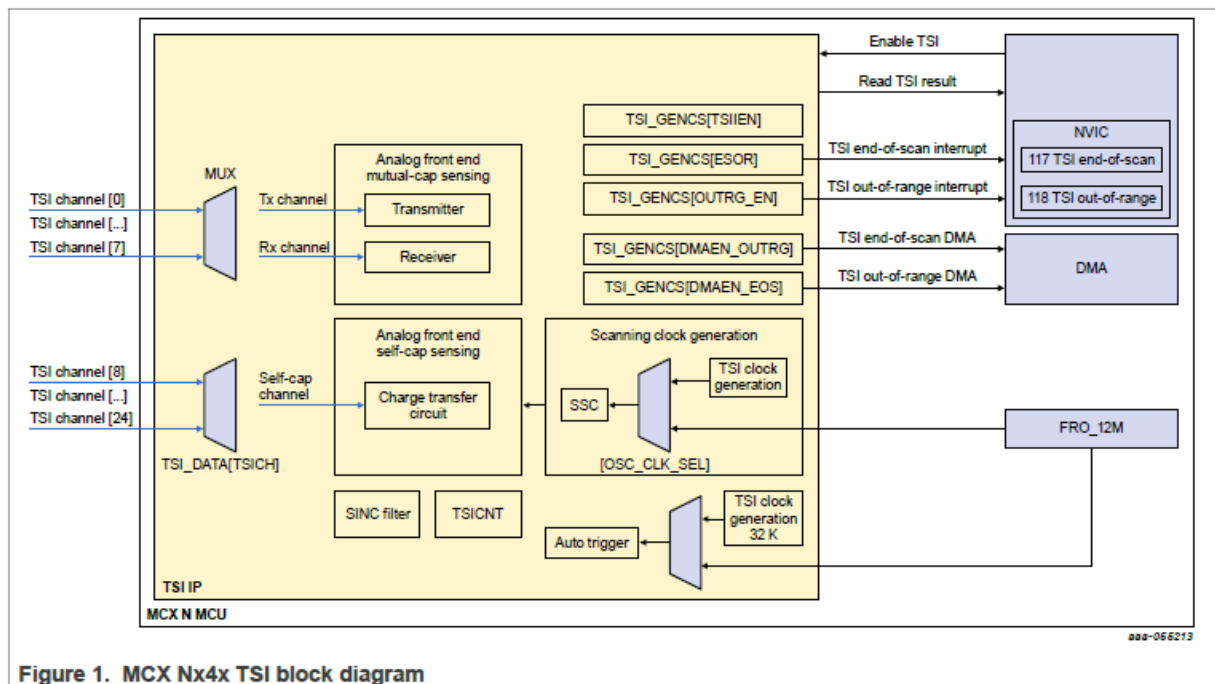 Enable TSI
Read TSI result
TSI_GENCS[TSIIEN]
NVIC
Analog front end
mutual-cap sensing
TSI_GENCS[ESOR]
TSI end-of-scan interrupt
117 TSI end-of-scan
MUX
TSI channel [0]
Tx channel
Transmitter
TSI_GENCS[OUTRG_EN]
TSI out-of-range interrupt
118 TSI out-of-range
TSI channel [...]
TSI channel [7]
Rx channel
Receiver
TSI_GENCS[DMAEN_OUTRG]
TSI end-of-scan DMA
DMA
TSI_GENCS[DMAEN_EOS]
TSI out-of-range DMA
Analog front end
self-cap sensing
Scanning clock generation
TSI channel [8]
TSI channel [...]
TSI channel [24]
Self-cap
channel
Charge transfer
circuit
SSC
TSI clock
generation
FRO_12M
TSI_DATA[TSICH]
[OSC_CLK_SEL]
SINC filter
TSICNT
TSI clock
generation
32 K
Auto trigger
TSI IP
MCX N MCU
aaa-055213
Figure 1. MCX Nx4x TSI block diagram